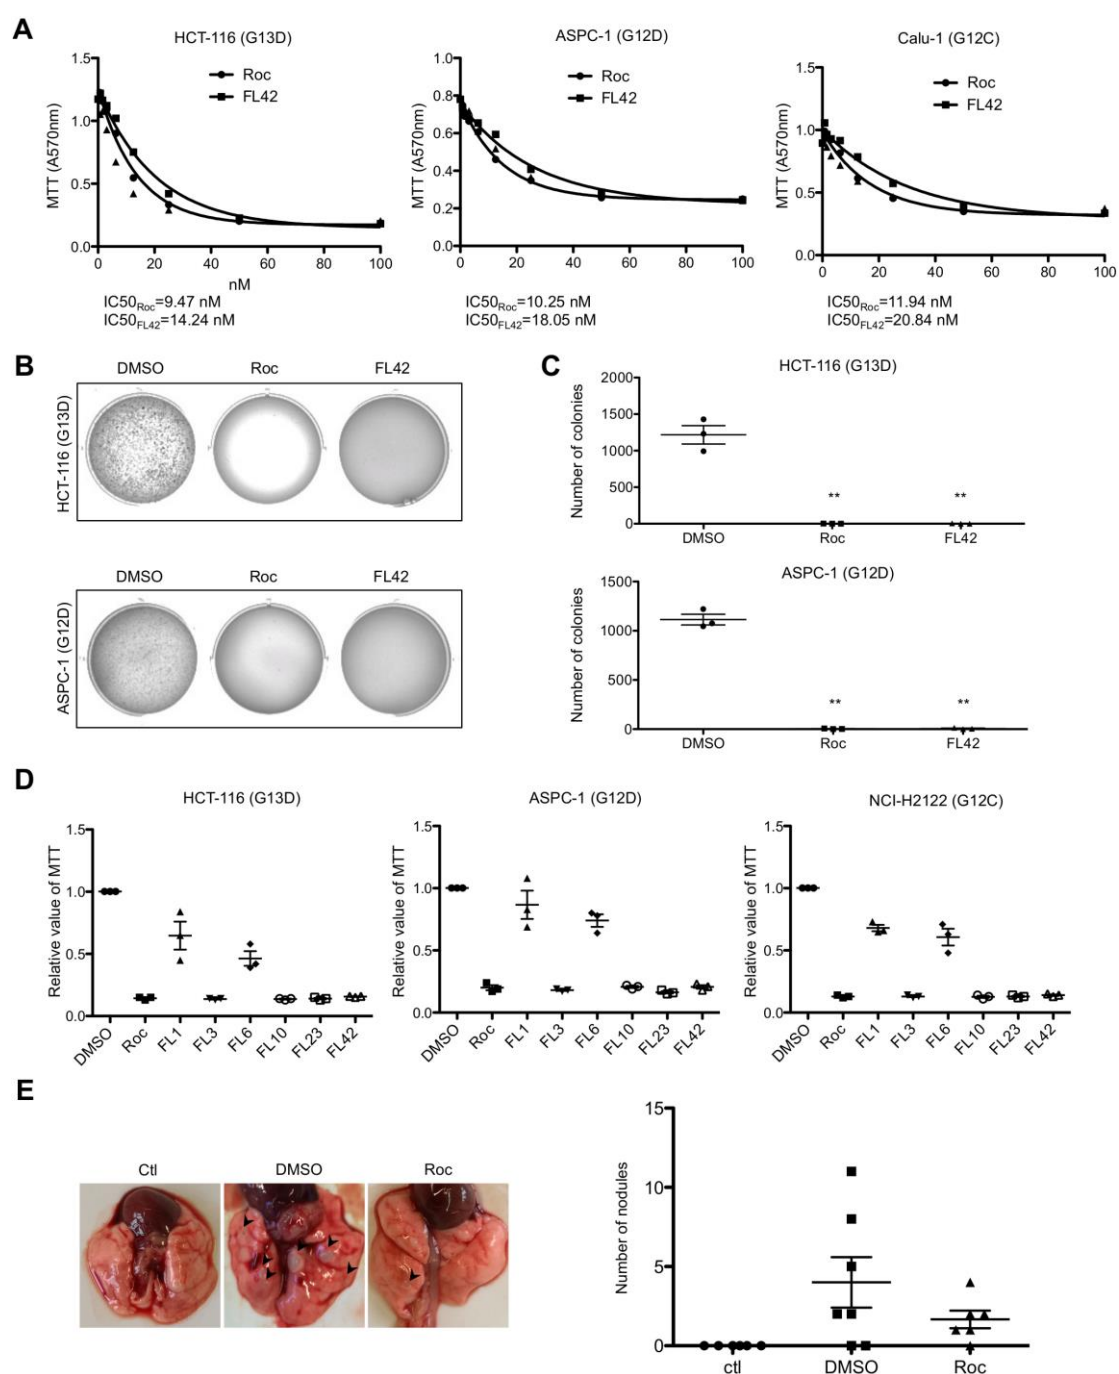 A
HCT-116 (G13D)
ASPC-1 (G12D)
Calu-1 (G12C)
MTT (A570nm)
1.5
1.0
0.5
0.0
Roc
FL42
0 20 40 60 80 100
nM
MTT (A570nm)
1.0
0.8
0.6
0.4
0.2
0.0
Roc
FL42
0 20 40 60 80 100
MTT (A570nm)
1.5
1.0
0.5
0.0
Roc
FL42
0 20 40 60 80 100
IC50Roc=9.47 nM
IC50FL42=14.24 nM
IC50Roc=10.25 nM
IC50FL42=18.05 nM
IC50Roc=11.94 nM
IC50FL42=20.84 nM
B
DMSO Roc FL42
HCT-116 (G13D)
DMSO Roc FL42
ASPC-1 (G12D)
C
HCT-116 (G13D)
Number of colonies
2000
1500
1000
500
0
** **
DMSO Roc FL42
ASPC-1 (G12D)
Number of colonies
1500
1000
500
0
** **
DMSO Roc FL42
D
HCT-116 (G13D)
Relative value of MTT
1.5
1.0
0.5
0.0
DMSO Roc FL1 FL3 FL6 FL10 FL23 FL42
ASPC-1 (G12D)
Relative value of MTT
1.5
1.0
0.5
0.0
DMSO Roc FL1 FL3 FL6 FL10 FL23 FL42
NCI-H2122 (G12C)
Relative value of MTT
1.5
1.0
0.5
0.0
DMSO Roc FL1 FL3 FL6 FL10 FL23 FL42
E
Ctl DMSO Roc
Number of nodules
15
10
5
0
ctl DMSO Roc